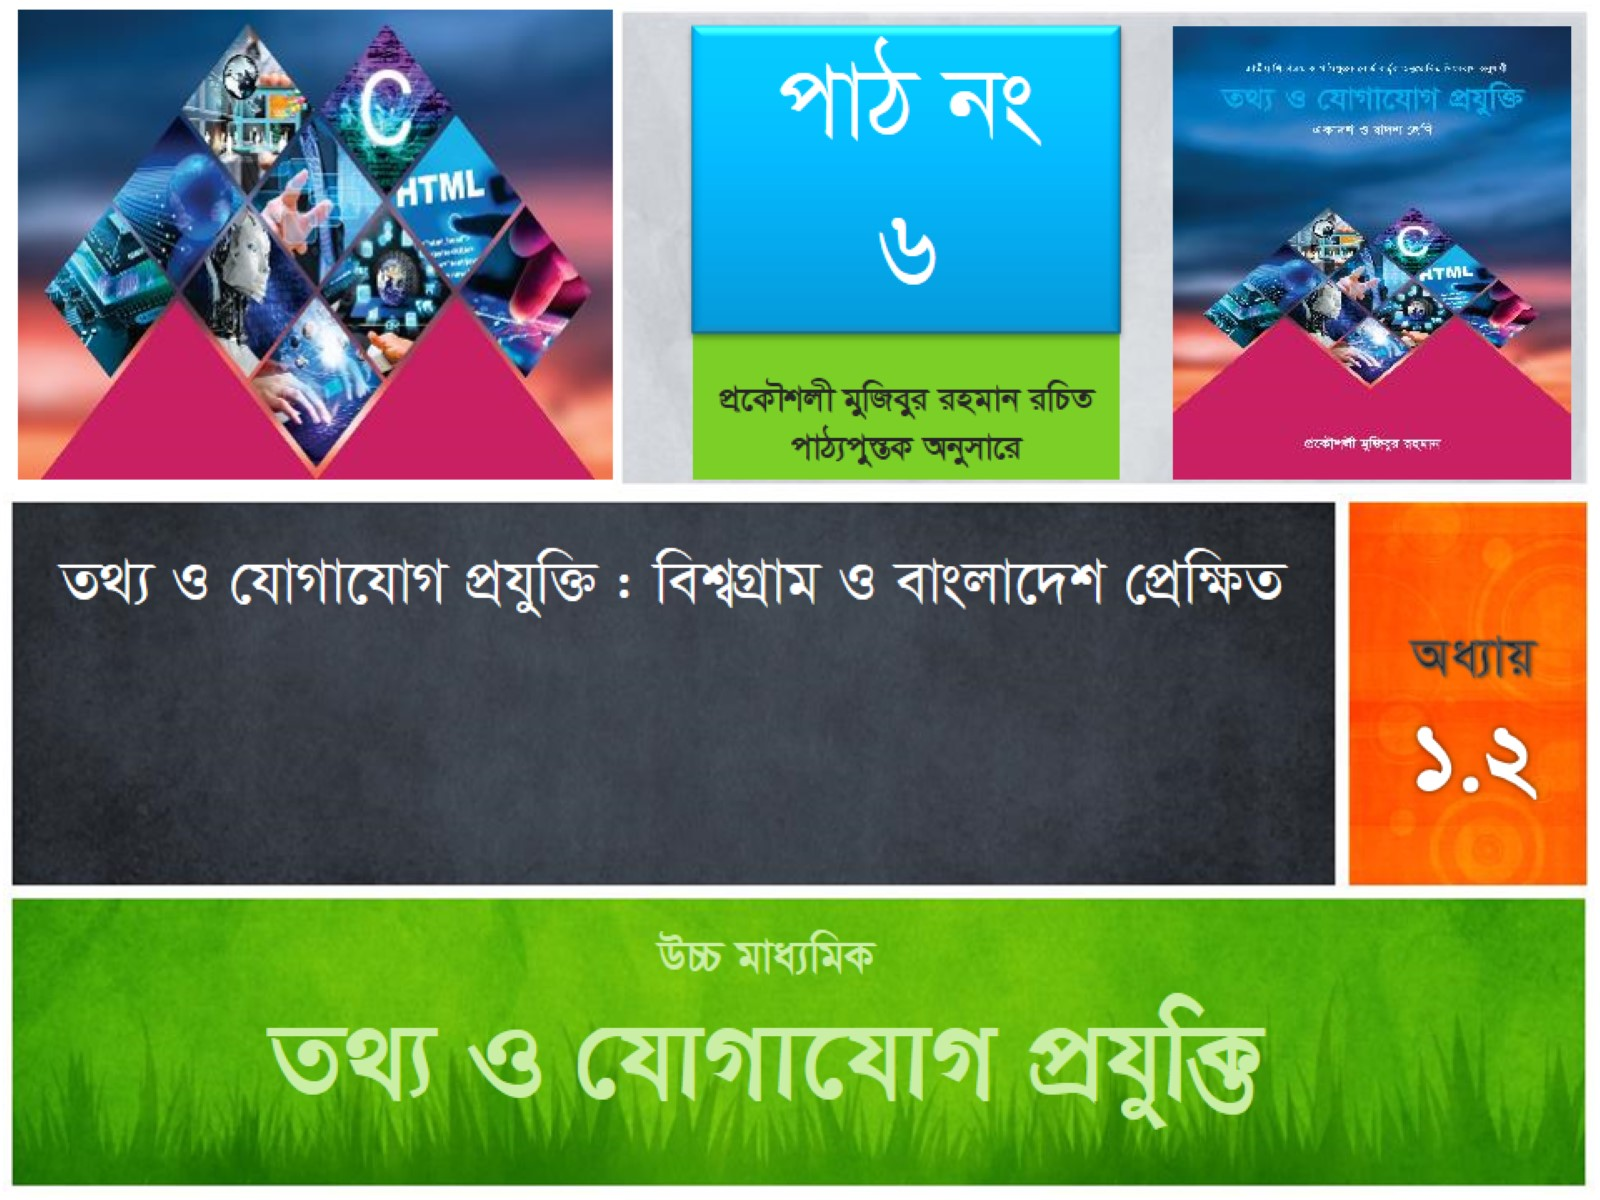 C
HTML
পাঠ নং
৬
প্রকৌশলী মুজিবুর রহমান রচিত
পাঠ্যপুস্তক অনুসারে
তথ্য ও যোগাযোগ প্রযুক্তি
একাদশ ও দ্বাদশ শ্রেণি
C
HTML
প্রকৌশলী মুজিবুর রহমান
তথ্য ও যোগাযোগ প্রযুক্তি : বিশ্বগ্রাম ও বাংলাদেশ প্রেক্ষিত
অধ্যায়
১.২
উচ্চ মাধ্যমিক
তথ্য ও যোগাযোগ প্রযুক্তি